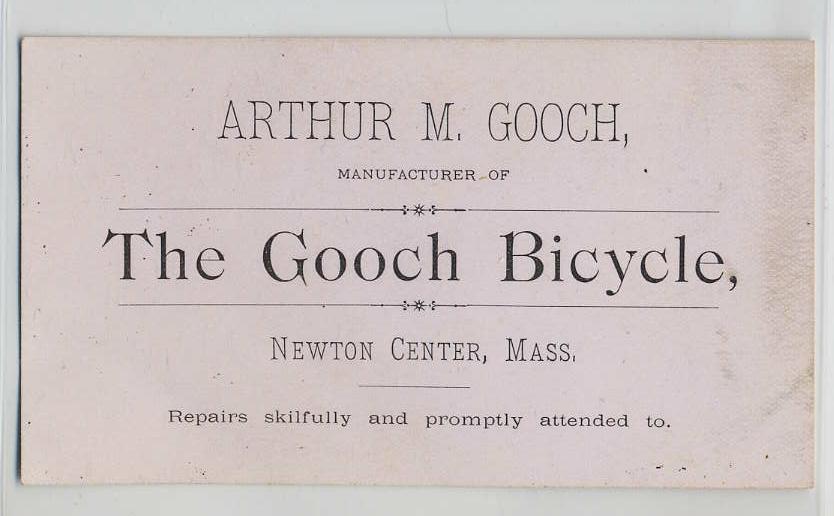 ARTHUR M. GOOCH,
MANUFACTURER OF
The Gooch Bicycle,
NEWTON CENTER, MASS.
Repairs skilfully and promptly attended to.